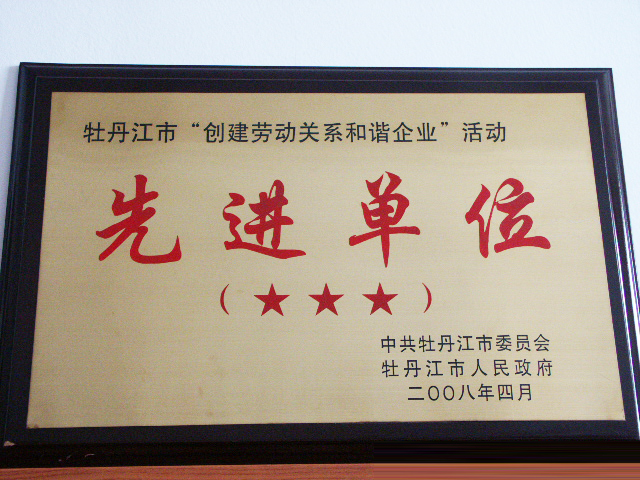 牡丹江市“创建劳动关系和谐企业”活动
先进单位
（★★★）
中共牡丹江市委员会
牡丹江市人民政府
二〇〇八年四月